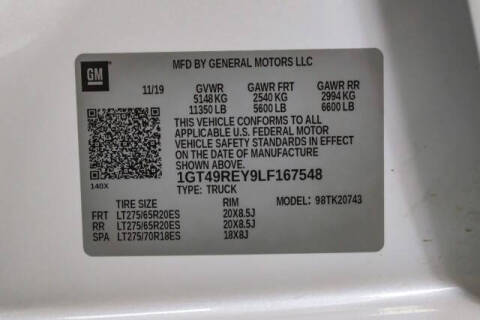 GM
MFD BY GENERAL MOTORS LLC
11/19 GVWR GAWR FRT GAWR RR
5148 KG 2540 KG 2994 KG
11350 LB 5600 LB 6600 LB
THIS VEHICLE CONFORMS TO ALL
APPLICABLE U.S. FEDERAL MOTOR
VEHICLE SAFETY STANDARDS IN
EFFECT ON THE DATE OF MANUFACTURE
SHOWN ABOVE.
1GT49REY9LF167548
140X
TYPE: TRUCK
TIRE SIZE RIM MODEL: 98TK20743
FRT LT275/65R20ES 20X8.5J
RR LT275/65R20ES 20X8.5J
SPA LT275/70R18ES 18X8J